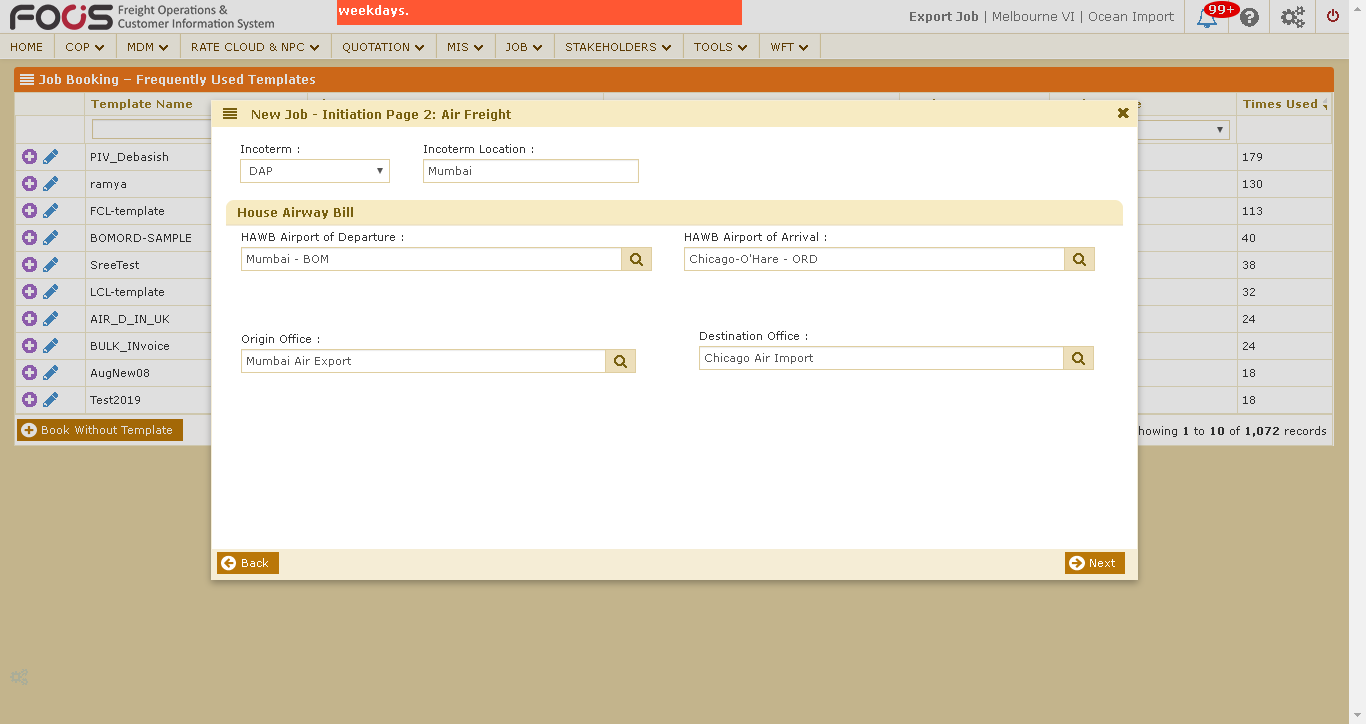 FOCUS Freight Operations &
Customer Information System
weekdays.
Export Job | Melbourne VI | Ocean Import
99+
HOME COP MDM RATE CLOUD & NPC QUOTATION MIS JOB STAKEHOLDERS TOOLS WFT
Job Booking – Frequently Used Templates
Template Name
Times Used
New Job - Initiation Page 2: Air Freight
Incoterm :
Incoterm Location :
DAP
Mumbai
House Airway Bill
HAWB Airport of Departure :
HAWB Airport of Arrival :
Mumbai - BOM
Chicago-O'Hare - ORD
Origin Office :
Destination Office :
Mumbai Air Export
Chicago Air Import
Back
Next
PIV_Debasish 179
ramya 130
FCL-template 113
BOMORD-SAMPLE 40
SreeTest 38
LCL-template 32
AIR_D_IN_UK 24
BULK_INvoice 24
AugNew08 18
Test2019 18
Book Without Template
howing 1 to 10 of 1,072 records